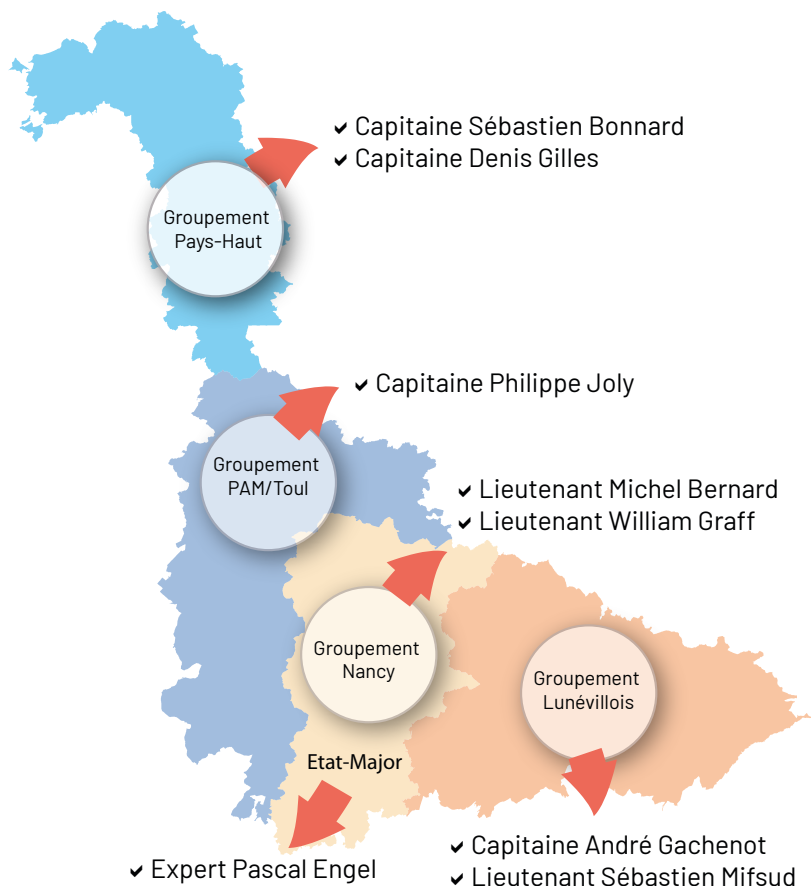 ✔ Capitaine Sébastien Bonnard
✔ Capitaine Denis Gilles
Groupement
Pays-Haut
✔ Capitaine Philippe Joly
Groupement
PAM/Toul
✔ Lieutenant Michel Bernard
✔ Lieutenant William Graff
Groupement
Nancy
Groupement
Lunévillois
Etat-Major
✔ Expert Pascal Engel
✔ Capitaine André Gachenot
✔ Lieutenant Sébastien Mifsud